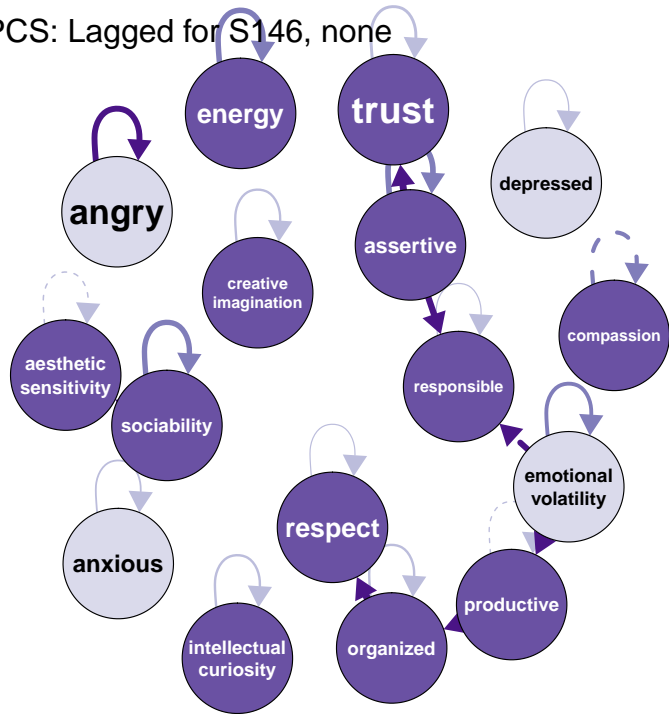 PCS: Lagged for S146, none
energy
trust
depressed
angry
assertive
creative
imagination
compassion
aesthetic
sensitivity
responsible
sociability
emotional
volatility
respect
anxious
productive
intellectual
curiosity
organized